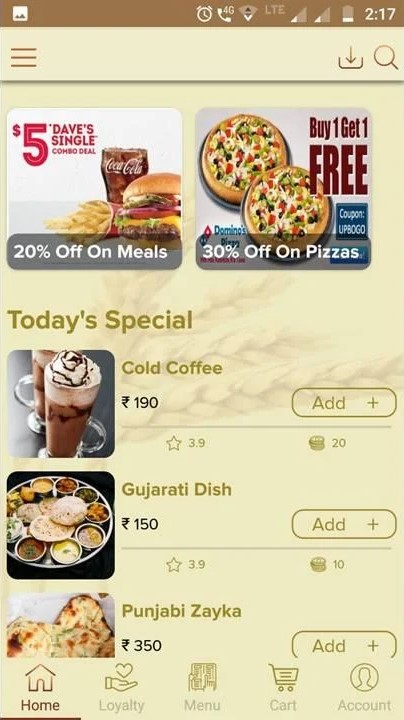 4G LTE 2:17
$5 'DAVE'S
SINGLE
COMBO DEAL
Coca-Cola
20% Off On Meals
Buy 1 Get 1
FREE
Coupon:
UPBOGO
Domino's
Pizza
30% Off On Pizzas
Today's Special
Cold Coffee
₹ 190
Add +
3.9
20
Gujarati Dish
₹ 150
Add +
3.9
10
Punjabi Zayka
₹ 350
Add +
Home Loyalty Menu Cart Account